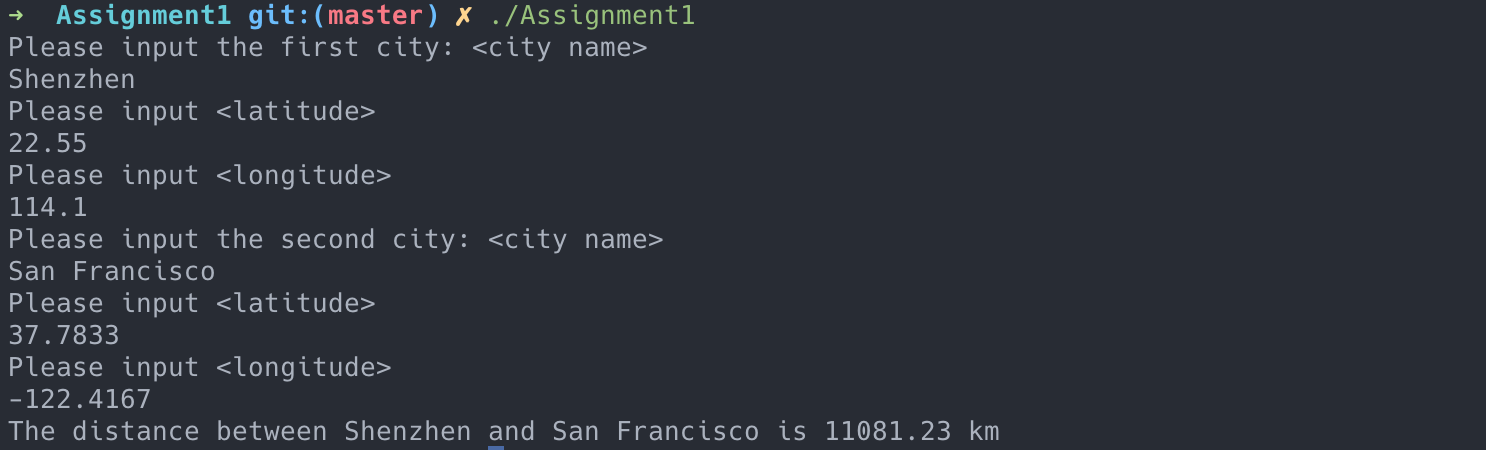 → Assignment1 git:(master) ✗ ./Assignment1
Please input the first city: <city name>
Shenzhen
Please input <latitude>
22.55
Please input <longitude>
114.1
Please input the second city: <city name>
San Francisco
Please input <latitude>
37.7833
Please input <longitude>
-122.4167
The distance between Shenzhen and San Francisco is 11081.23 km